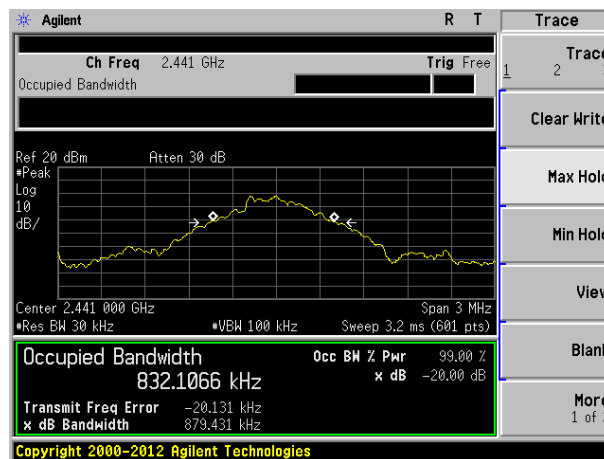 Agilent R T Trace
Ch Freq 2.441 GHz Trig Free
Occupied Bandwidth
Trace
1 2
Clear Write
Max Hold
Min Hold
View
Blank
More
1 of
Ref 20 dBm Atten 30 dB
#Peak
Log
10
dB/
Center 2.441 000 GHz Span 3 MHz
#Res BW 30 kHz #VBW 100 kHz Sweep 3.2 ms (601 pts)
Occupied Bandwidth Occ BW % Pwr 99.00 %
832.1066 kHz x dB -20.00 dB
Transmit Freq Error -20.131 kHz
x dB Bandwidth 879.431 kHz
Copyright 2000-2012 Agilent Technologies